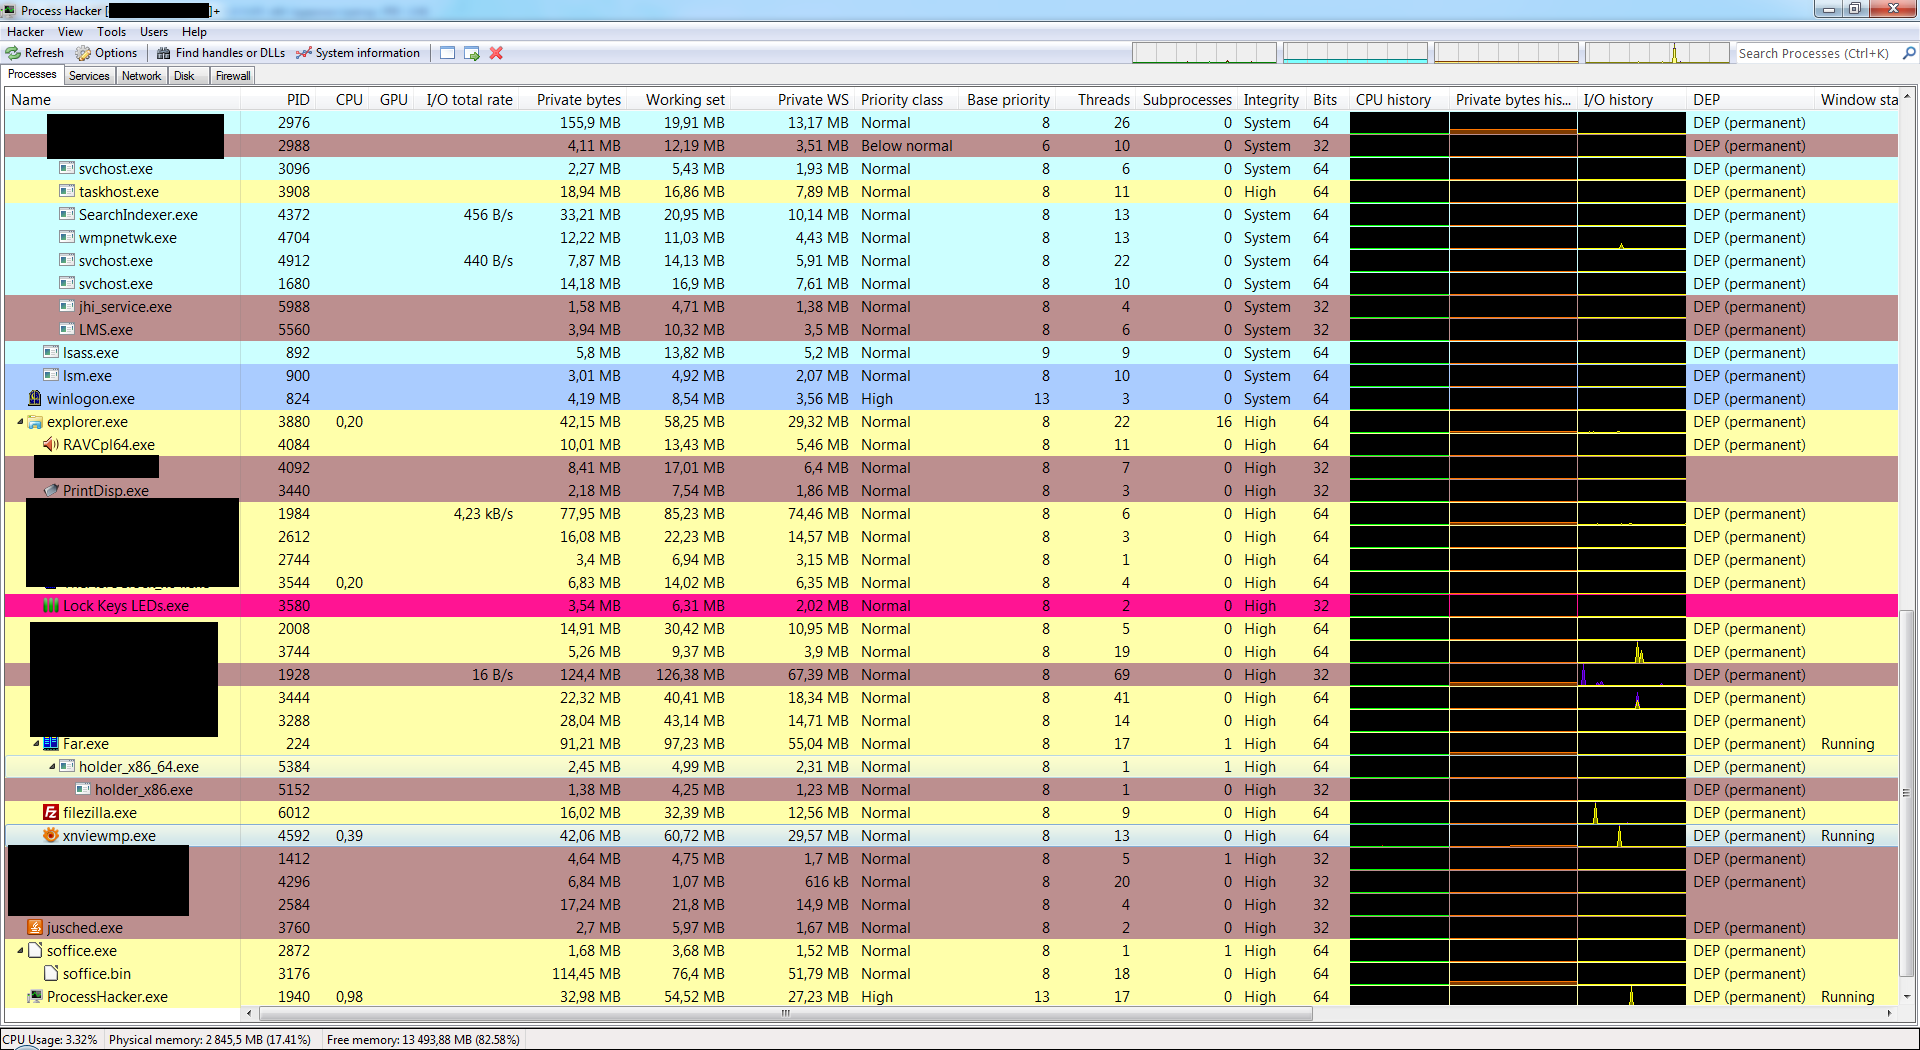 Process Hacker [ ]+
Hacker View Tools Users Help
Refresh Options Find handles or DLLs System information Search Processes (Ctrl+K)
Processes Services Network Disk Firewall
Name PID CPU GPU I/O total rate Private bytes Working set Private WS Priority class Base priority Threads Subprocesses Integrity Bits CPU history Private bytes his... I/O history DEP Window sta
2976 155,9 MB 19,91 MB 13,17 MB Normal 8 26 0 System 64 DEP (permanent)
2988 4,11 MB 12,19 MB 3,51 MB Below normal 6 10 0 System 32 DEP (permanent)
svchost.exe 3096 2,27 MB 5,43 MB 1,93 MB Normal 8 6 0 System 64 DEP (permanent)
taskhost.exe 3908 18,94 MB 16,86 MB 7,89 MB Normal 8 11 0 High 64 DEP (permanent)
SearchIndexer.exe 4372 456 B/s 33,21 MB 20,95 MB 10,14 MB Normal 8 13 0 System 64 DEP (permanent)
wmpnetwk.exe 4704 12,22 MB 11,03 MB 4,43 MB Normal 8 13 0 System 64 DEP (permanent)
svchost.exe 4912 440 B/s 7,87 MB 14,13 MB 5,91 MB Normal 8 22 0 System 64 DEP (permanent)
svchost.exe 1680 14,18 MB 16,9 MB 7,61 MB Normal 8 10 0 System 64 DEP (permanent)
jhi_service.exe 5988 1,58 MB 4,71 MB 1,38 MB Normal 8 4 0 System 32 DEP (permanent)
LMS.exe 5560 3,94 MB 10,32 MB 3,5 MB Normal 8 6 0 System 32 DEP (permanent)
lsass.exe 892 5,8 MB 13,82 MB 5,2 MB Normal 9 9 0 System 64 DEP (permanent)
lsm.exe 900 3,01 MB 4,92 MB 2,07 MB Normal 8 10 0 System 64 DEP (permanent)
winlogon.exe 824 4,19 MB 8,54 MB 3,56 MB High 13 3 0 System 64 DEP (permanent)
explorer.exe 3880 0,20 42,15 MB 58,25 MB 29,32 MB Normal 8 22 16 High 64 DEP (permanent)
RAVCpl64.exe 4084 10,01 MB 13,43 MB 5,46 MB Normal 8 11 0 High 64 DEP (permanent)
4092 8,41 MB 17,01 MB 6,4 MB Normal 8 7 0 High 32
PrintDisp.exe 3440 2,18 MB 7,54 MB 1,86 MB Normal 8 3 0 High 32
1984 4,23 kB/s 77,95 MB 85,23 MB 74,46 MB Normal 8 6 0 High 64 DEP (permanent)
2612 16,08 MB 22,23 MB 14,57 MB Normal 8 3 0 High 64 DEP (permanent)
2744 3,4 MB 6,94 MB 3,15 MB Normal 8 1 0 High 64 DEP (permanent)
3544 0,20 6,83 MB 14,02 MB 6,35 MB Normal 8 4 0 High 64 DEP (permanent)
Lock Keys LEDs.exe 3580 3,54 MB 6,31 MB 2,02 MB Normal 8 2 0 High 32
2008 14,91 MB 30,42 MB 10,95 MB Normal 8 5 0 High 64 DEP (permanent)
3744 5,26 MB 9,37 MB 3,9 MB Normal 8 19 0 High 64 DEP (permanent)
1928 16 B/s 124,4 MB 126,38 MB 67,39 MB Normal 8 69 0 High 32 DEP (permanent)
3444 22,32 MB 40,41 MB 18,34 MB Normal 8 41 0 High 64 DEP (permanent)
3288 28,04 MB 43,14 MB 14,71 MB Normal 8 14 0 High 64 DEP (permanent)
Far.exe 224 91,21 MB 97,23 MB 55,04 MB Normal 8 17 1 High 64 DEP (permanent) Running
holder_x86_64.exe 5384 2,45 MB 4,99 MB 2,31 MB Normal 8 1 1 High 64 DEP (permanent)
holder_x86.exe 5152 1,38 MB 4,25 MB 1,23 MB Normal 8 1 0 High 32 DEP (permanent)
filezilla.exe 6012 16,02 MB 32,39 MB 12,56 MB Normal 8 9 0 High 64 DEP (permanent)
xnviewmp.exe 4592 0,39 42,06 MB 60,72 MB 29,57 MB Normal 8 13 0 High 64 DEP (permanent) Running
1412 4,64 MB 4,75 MB 1,7 MB Normal 8 5 1 High 32 DEP (permanent)
4296 6,84 MB 1,07 MB 616 kB Normal 8 20 0 High 32 DEP (permanent)
2584 17,24 MB 21,8 MB 14,9 MB Normal 8 4 0 High 32
jusched.exe 3760 2,7 MB 5,97 MB 1,67 MB Normal 8 2 0 High 32 DEP (permanent)
soffice.exe 2872 1,68 MB 3,68 MB 1,52 MB Normal 8 1 1 High 64 DEP (permanent)
soffice.bin 3176 114,45 MB 76,4 MB 51,79 MB Normal 8 18 0 High 64 DEP (permanent)
ProcessHacker.exe 1940 0,98 32,98 MB 54,52 MB 27,23 MB High 13 17 0 High 64 DEP (permanent) Running
CPU Usage: 3.32% Physical memory: 2 845,5 MB (17.41%) Free memory: 13 493,88 MB (82.58%)